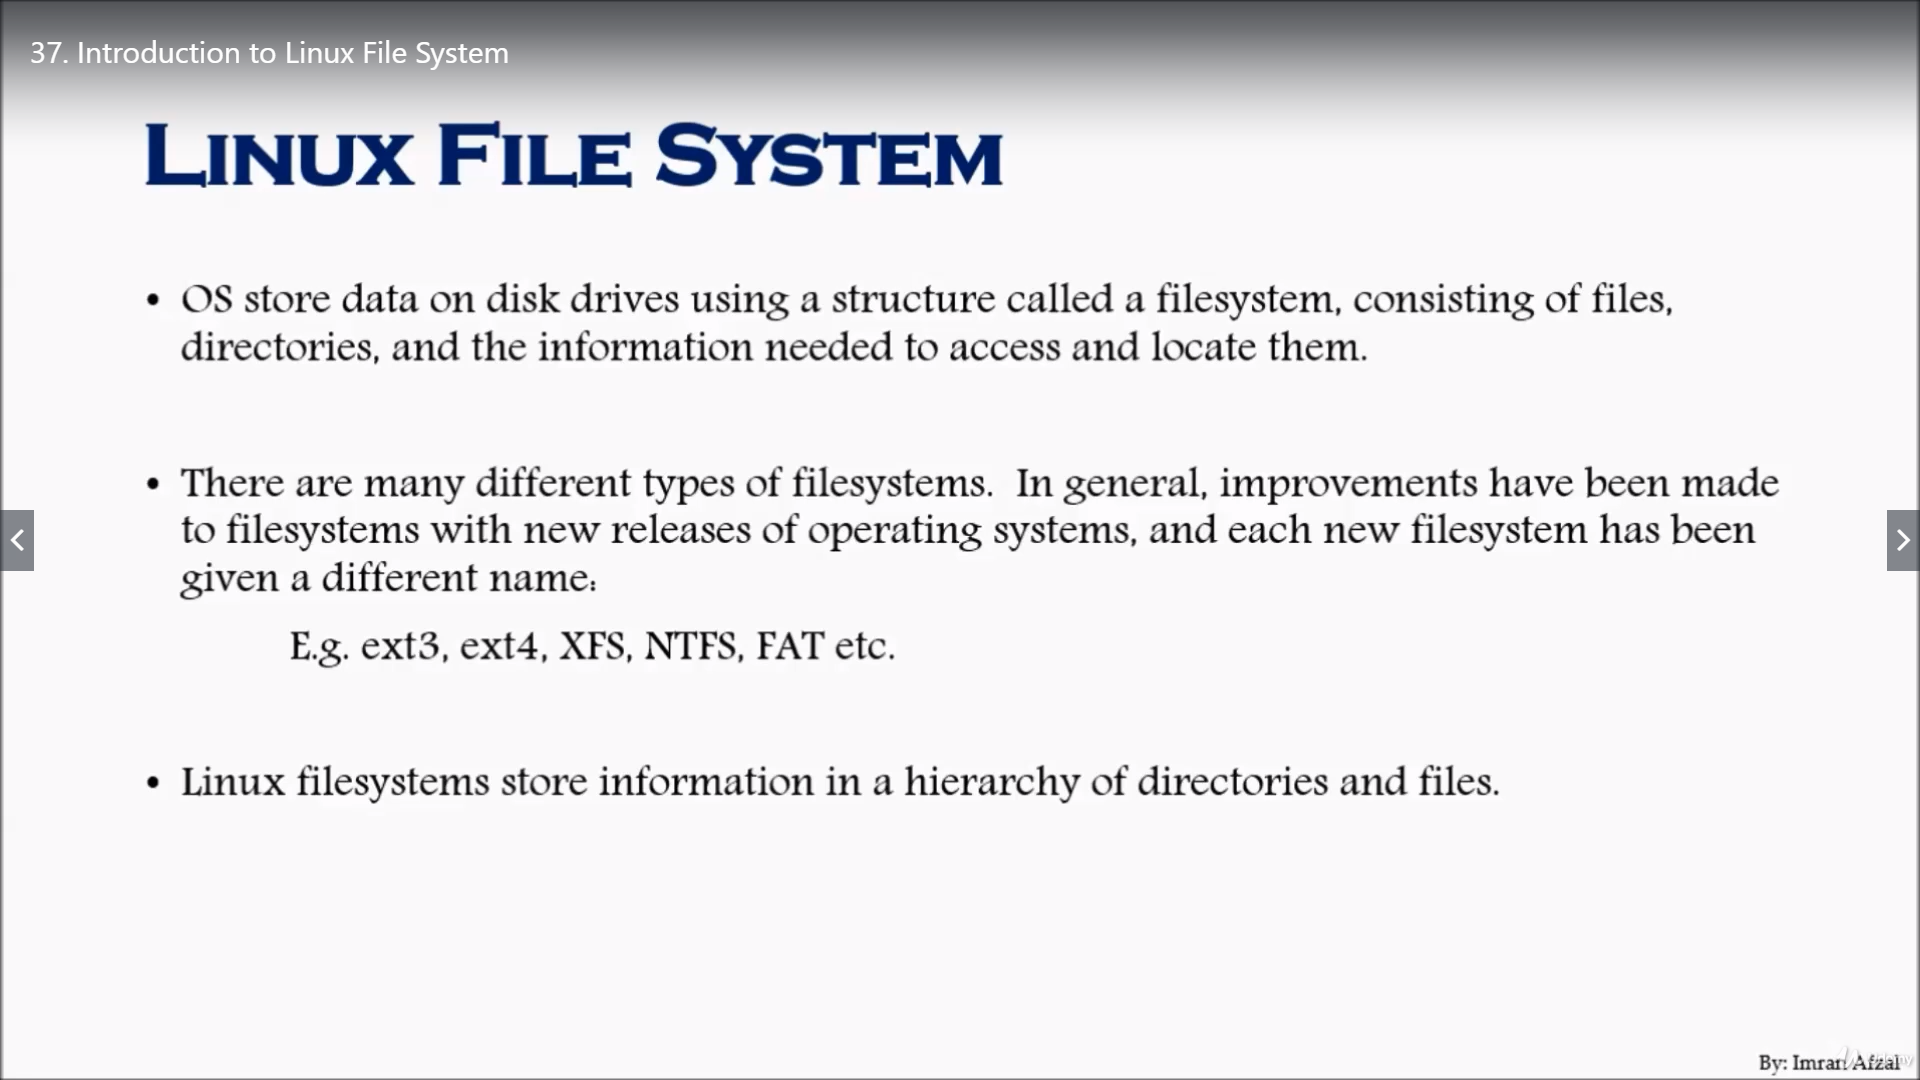 37. Introduction to Linux File System
LINUX FILE SYSTEM
• OS store data on disk drives using a structure called a filesystem, consisting of files,
directories, and the information needed to access and locate them.
• There are many different types of filesystems.  In general, improvements have been made
to filesystems with new releases of operating systems, and each new filesystem has been
given a different name:
E.g. ext3, ext4, XFS, NTFS, FAT etc.
• Linux filesystems store information in a hierarchy of directories and files.
By: Imran Afzal